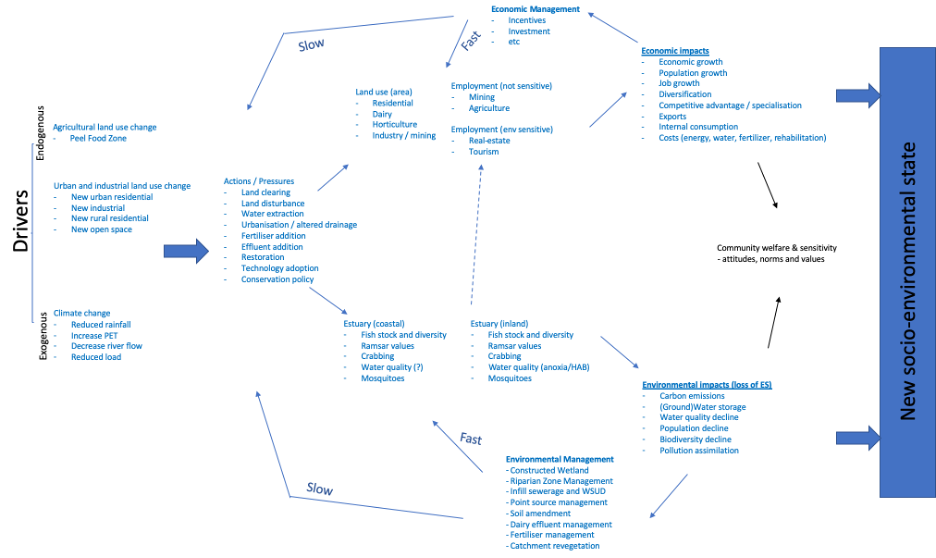 Economic Management
- Incentives
- Investment
- etc
Slow
Fast
Economic impacts
- Economic growth
- Population growth
- Job growth
- Diversification
- Competitive advantage / specialisation
- Exports
- Internal consumption
- Costs (energy, water, fertilizer, rehabilitation)
Land use (area)
- Residential
- Dairy
- Horticulture
- Industry / mining
Employment (not sensitive)
- Mining
- Agriculture
Employment (env sensitive)
- Real-estate
- Tourism
Drivers
Endogenous
Exogenous
Agricultural land use change
- Peel Food Zone
Urban and industrial land use change
- New urban residential
- New industrial
- New rural residential
- New open space
Climate change
- Reduced rainfall
- Increase PET
- Decrease river flow
- Reduced load
Actions / Pressures
- Land clearing
- Land disturbance
- Water extraction
- Urbanisation / altered drainage
- Fertiliser addition
- Effluent addition
- Restoration
- Technology adoption
- Conservation policy
Community welfare & sensitivity
- attitudes, norms and values
Estuary (coastal)
- Fish stock and diversity
- Ramsar values
- Crabbing
- Water quality (?)
- Mosquitoes
Estuary (inland)
- Fish stock and diversity
- Ramsar values
- Crabbing
- Water quality (anoxia/HAB)
- Mosquitoes
Environmental impacts (loss of ES)
- Carbon emissions
- (Ground)Water storage
- Water quality decline
- Population decline
- Biodiversity decline
- Pollution assimilation
Fast
Slow
Environmental Management
- Constructed Wetland
- Riparian Zone Management
- Infill sewerage and WSUD
- Point source management
- Soil amendment
- Dairy effluent management
- Fertiliser management
- Catchment revegetation
New socio-environmental state